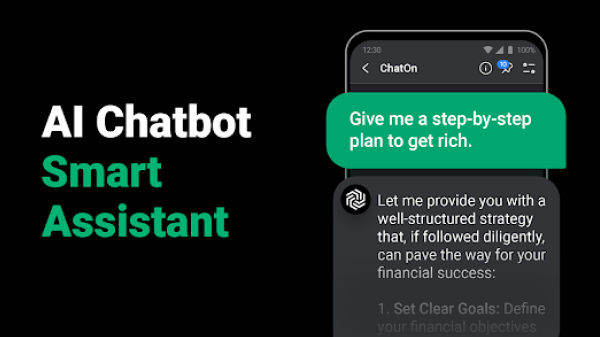 AI Chatbot
Smart
Assistant
12:30
100%
ChatOn
10
Give me a step-by-step
plan to get rich.
Let me provide you with a
well-structured strategy
that, if followed diligently,
can pave the way for your
financial success:
1. Set Clear Goals: Define
your financial objectives